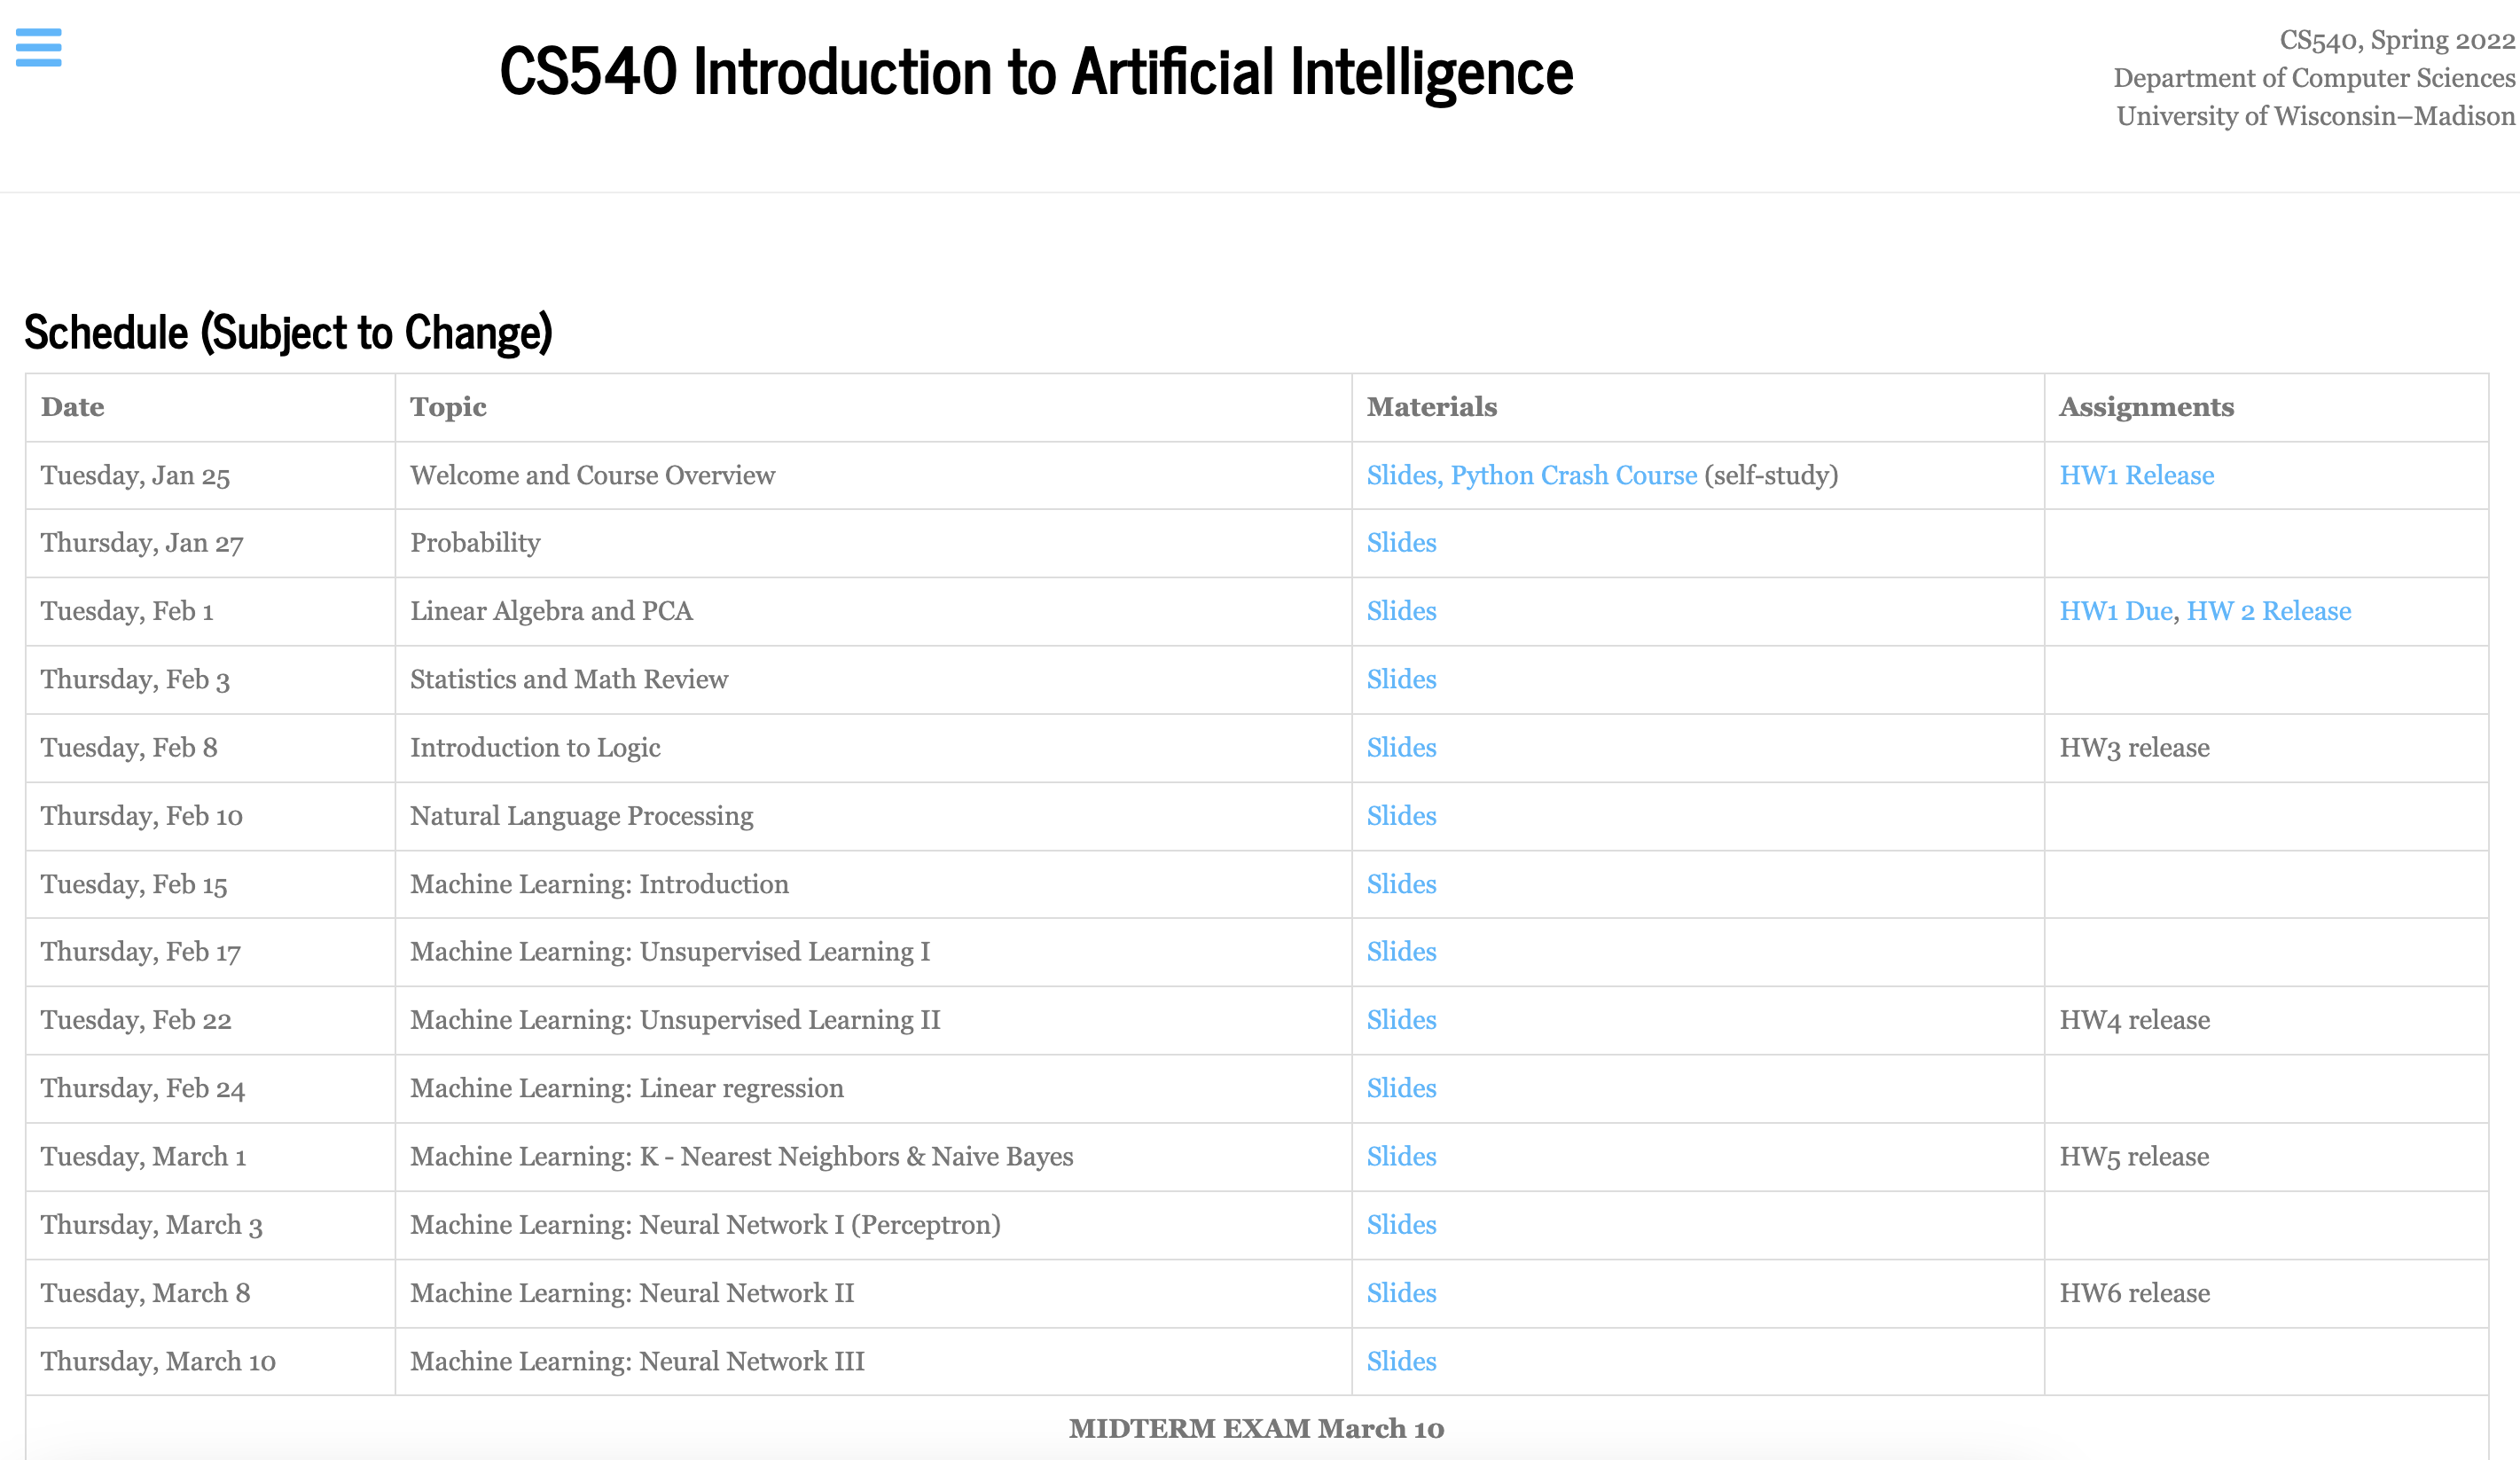 CS540 Introduction to Artificial Intelligence
CS540, Spring 2022
Department of Computer Sciences
University of Wisconsin–Madison
Schedule (Subject to Change)
Date Topic Materials Assignments
Tuesday, Jan 25 Welcome and Course Overview Slides, Python Crash Course (self-study) HW1 Release
Thursday, Jan 27 Probability Slides
Tuesday, Feb 1 Linear Algebra and PCA Slides HW1 Due, HW 2 Release
Thursday, Feb 3 Statistics and Math Review Slides
Tuesday, Feb 8 Introduction to Logic Slides HW3 release
Thursday, Feb 10 Natural Language Processing Slides
Tuesday, Feb 15 Machine Learning: Introduction Slides
Thursday, Feb 17 Machine Learning: Unsupervised Learning I Slides
Tuesday, Feb 22 Machine Learning: Unsupervised Learning II Slides HW4 release
Thursday, Feb 24 Machine Learning: Linear regression Slides
Tuesday, March 1 Machine Learning: K - Nearest Neighbors & Naive Bayes Slides HW5 release
Thursday, March 3 Machine Learning: Neural Network I (Perceptron) Slides
Tuesday, March 8 Machine Learning: Neural Network II Slides HW6 release
Thursday, March 10 Machine Learning: Neural Network III Slides
MIDTERM EXAM March 10